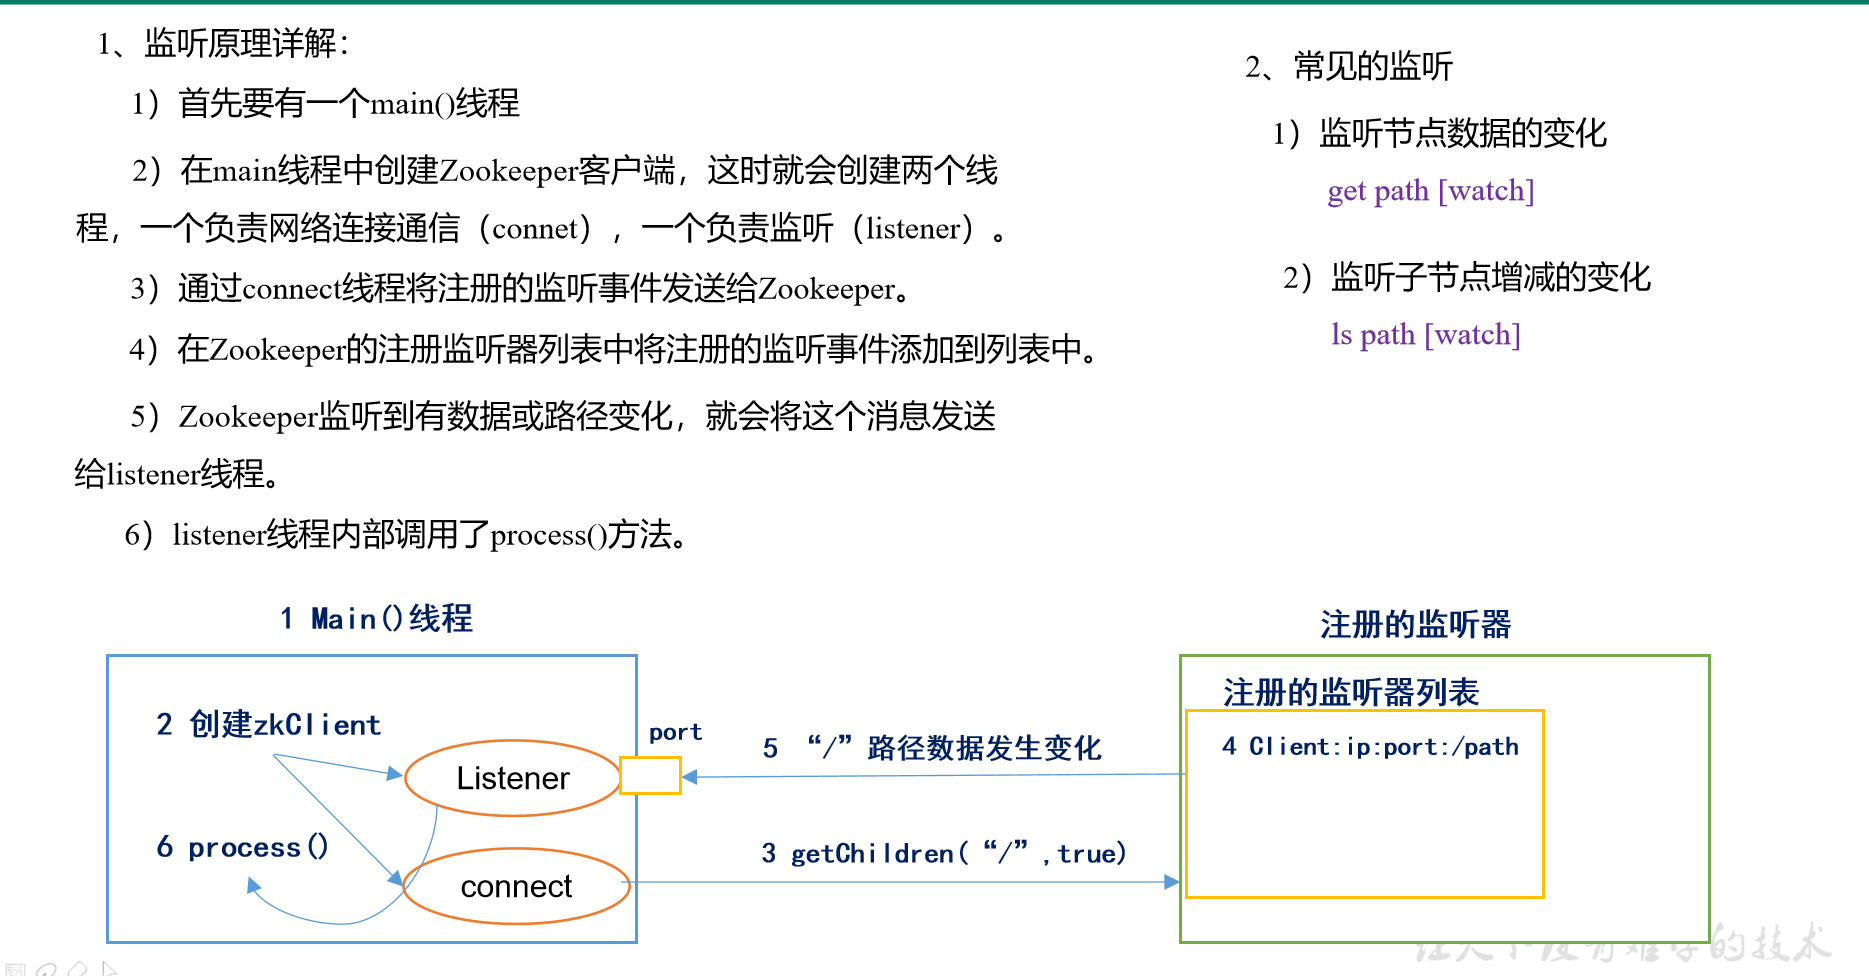 1、监听原理详解：
1）首先要有一个main()线程
2）在main线程中创建Zookeeper客户端，这时就会创建两个线
程，一个负责网络连接通信（connet），一个负责监听（listener）。
3）通过connect线程将注册的监听事件发送给Zookeeper。
4）在Zookeeper的注册监听器列表中将注册的监听事件添加到列表中。
5）Zookeeper监听到有数据或路径变化，就会将这个消息发送
给listener线程。
6）listener线程内部调用了process()方法。
2、常见的监听
1）监听节点数据的变化
get path [watch]
2）监听子节点增减的变化
ls path [watch]
1 Main()线程
2 创建zkClient
Listener
port
6 process()
connect
5 “/”路径数据发生变化
3 getChildren(“/”,true)
注册的监听器
注册的监听器列表
4 Client:ip:port:/path
的技术